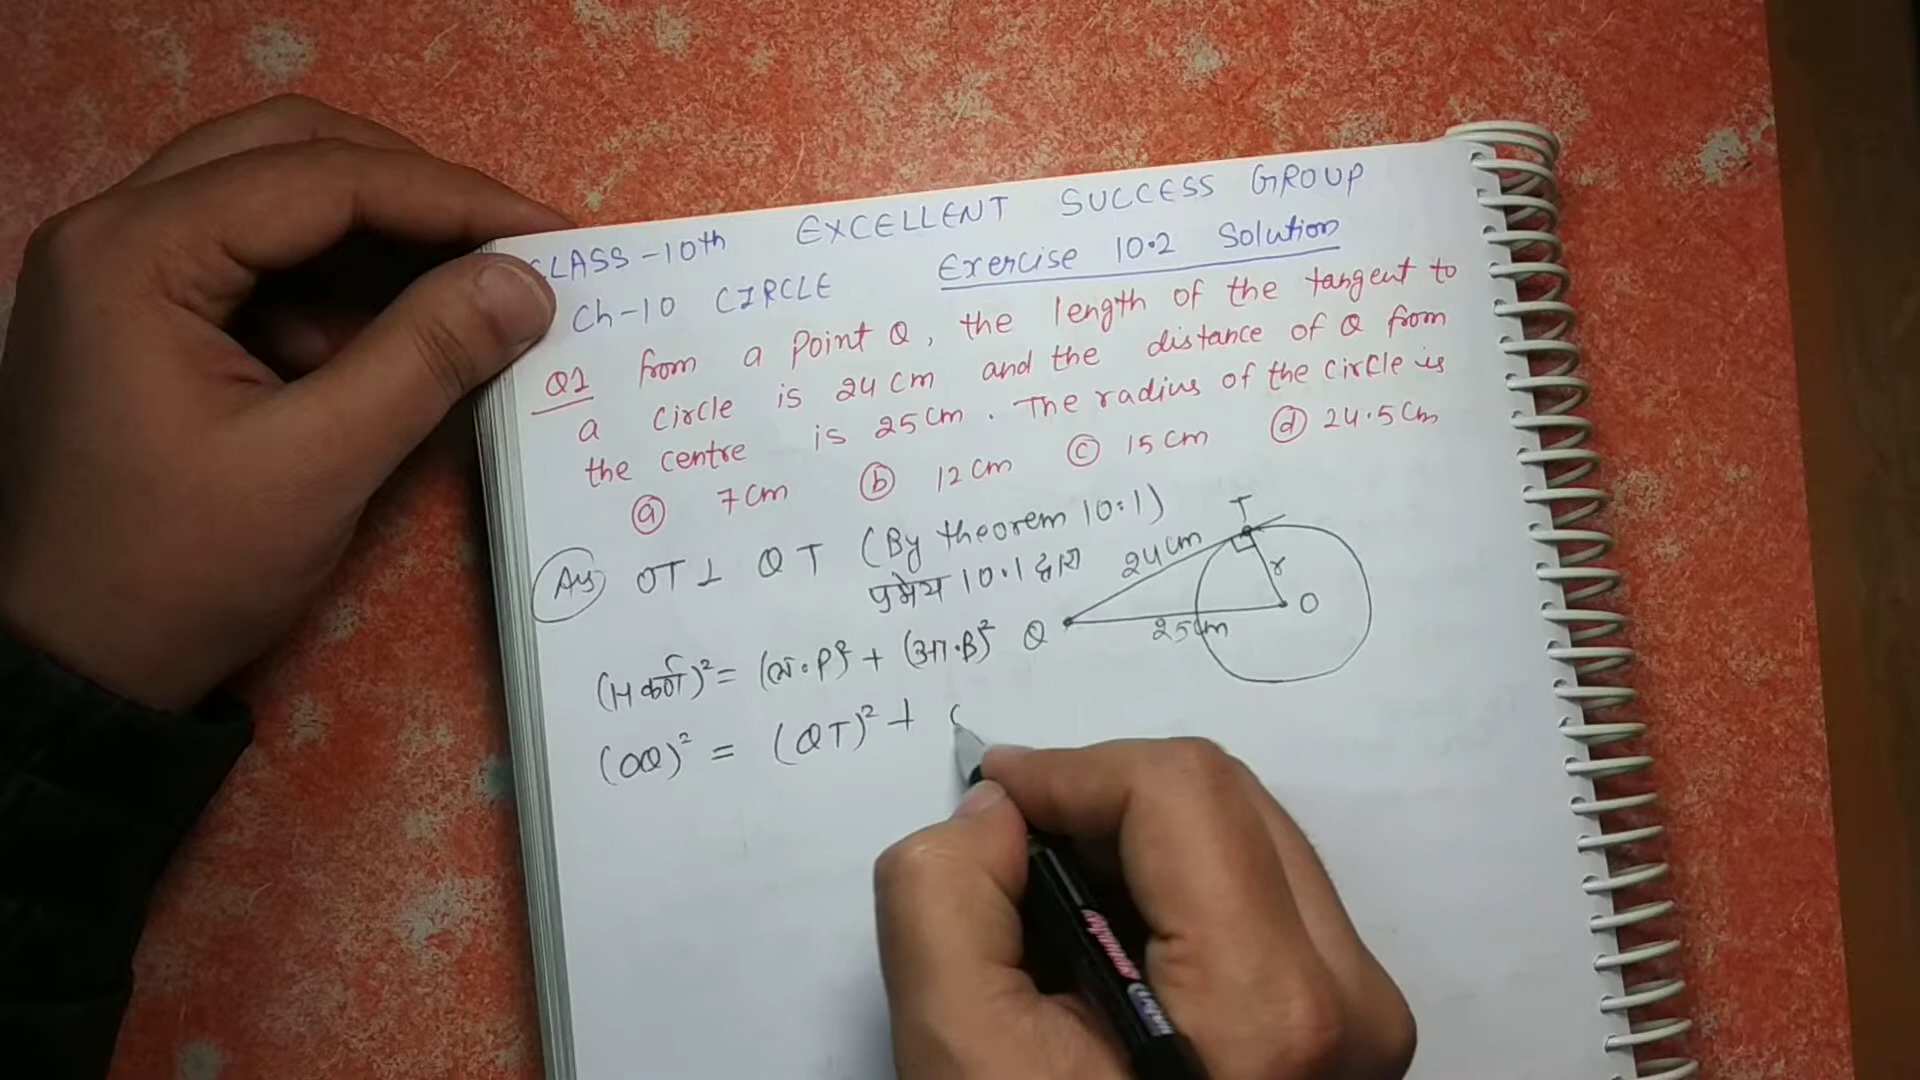 CLASS-10th EXCELLENT SUCCESS GROUP
Ch-10 CIRCLE Exercise 10.2 Solution
Q1 from a point Q, the length of the tangent to
a circle is 24 cm and the distance of Q from
the centre is 25 cm. The radius of the circle is
(a) 7 cm (b) 12 cm (c) 15 cm (d) 24.5 cm
Ans OT ⊥ QT (By theorem 10:1)
प्रमेय 10.1 द्वारा
T
24 cm
r
O
Q
25 cm
(H कर्ण)² = (लं.P)² + (आ.B)²
(OQ)² = (QT)² + (